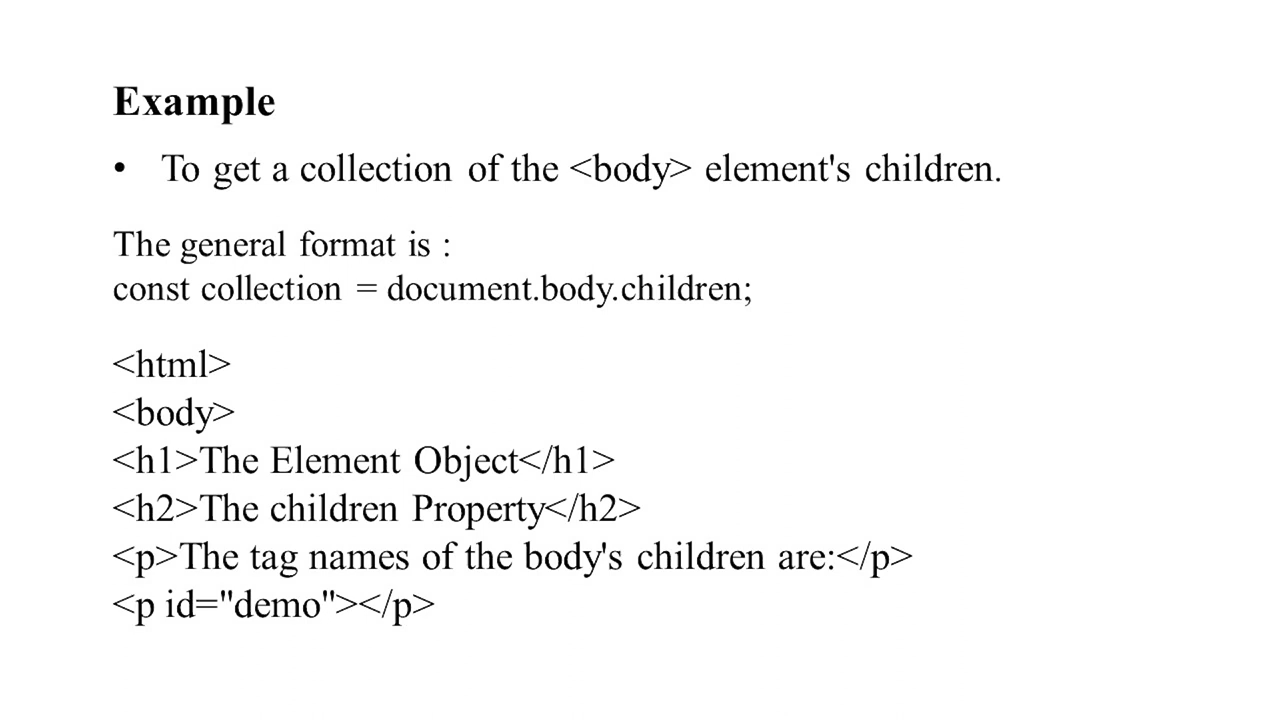 Example
• To get a collection of the <body> element's children.
The general format is :
const collection = document.body.children;
<html>
<body>
<h1>The Element Object</h1>
<h2>The children Property</h2>
<p>The tag names of the body's children are:</p>
<p id="demo"></p>